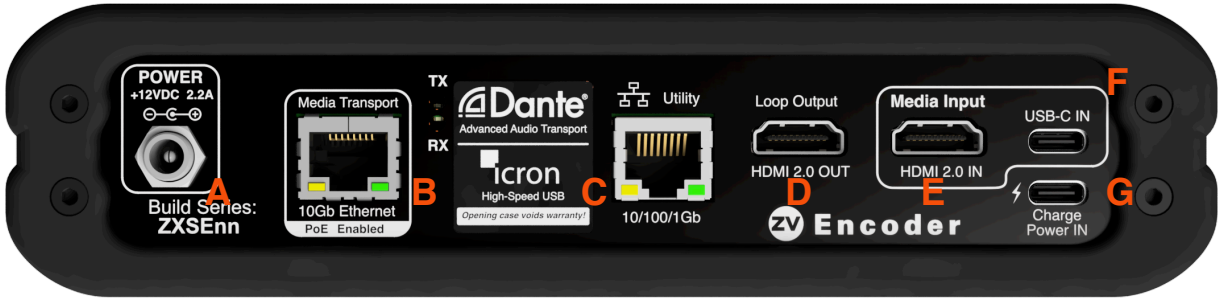 POWER
+12VDC 2.2A
A
Build Series:
ZXSEnn
Media Transport
10Gb Ethernet
PoE Enabled
B
TX
RX
Dante®
Advanced Audio Transport
icron
High-Speed USB
Opening case voids warranty!
Utility
C
10/100/1Gb
Loop Output
HDMI 2.0 OUT
D
Media Input
HDMI 2.0 IN
E
USB-C IN
F
G
Charge
Power IN
ZV Encoder